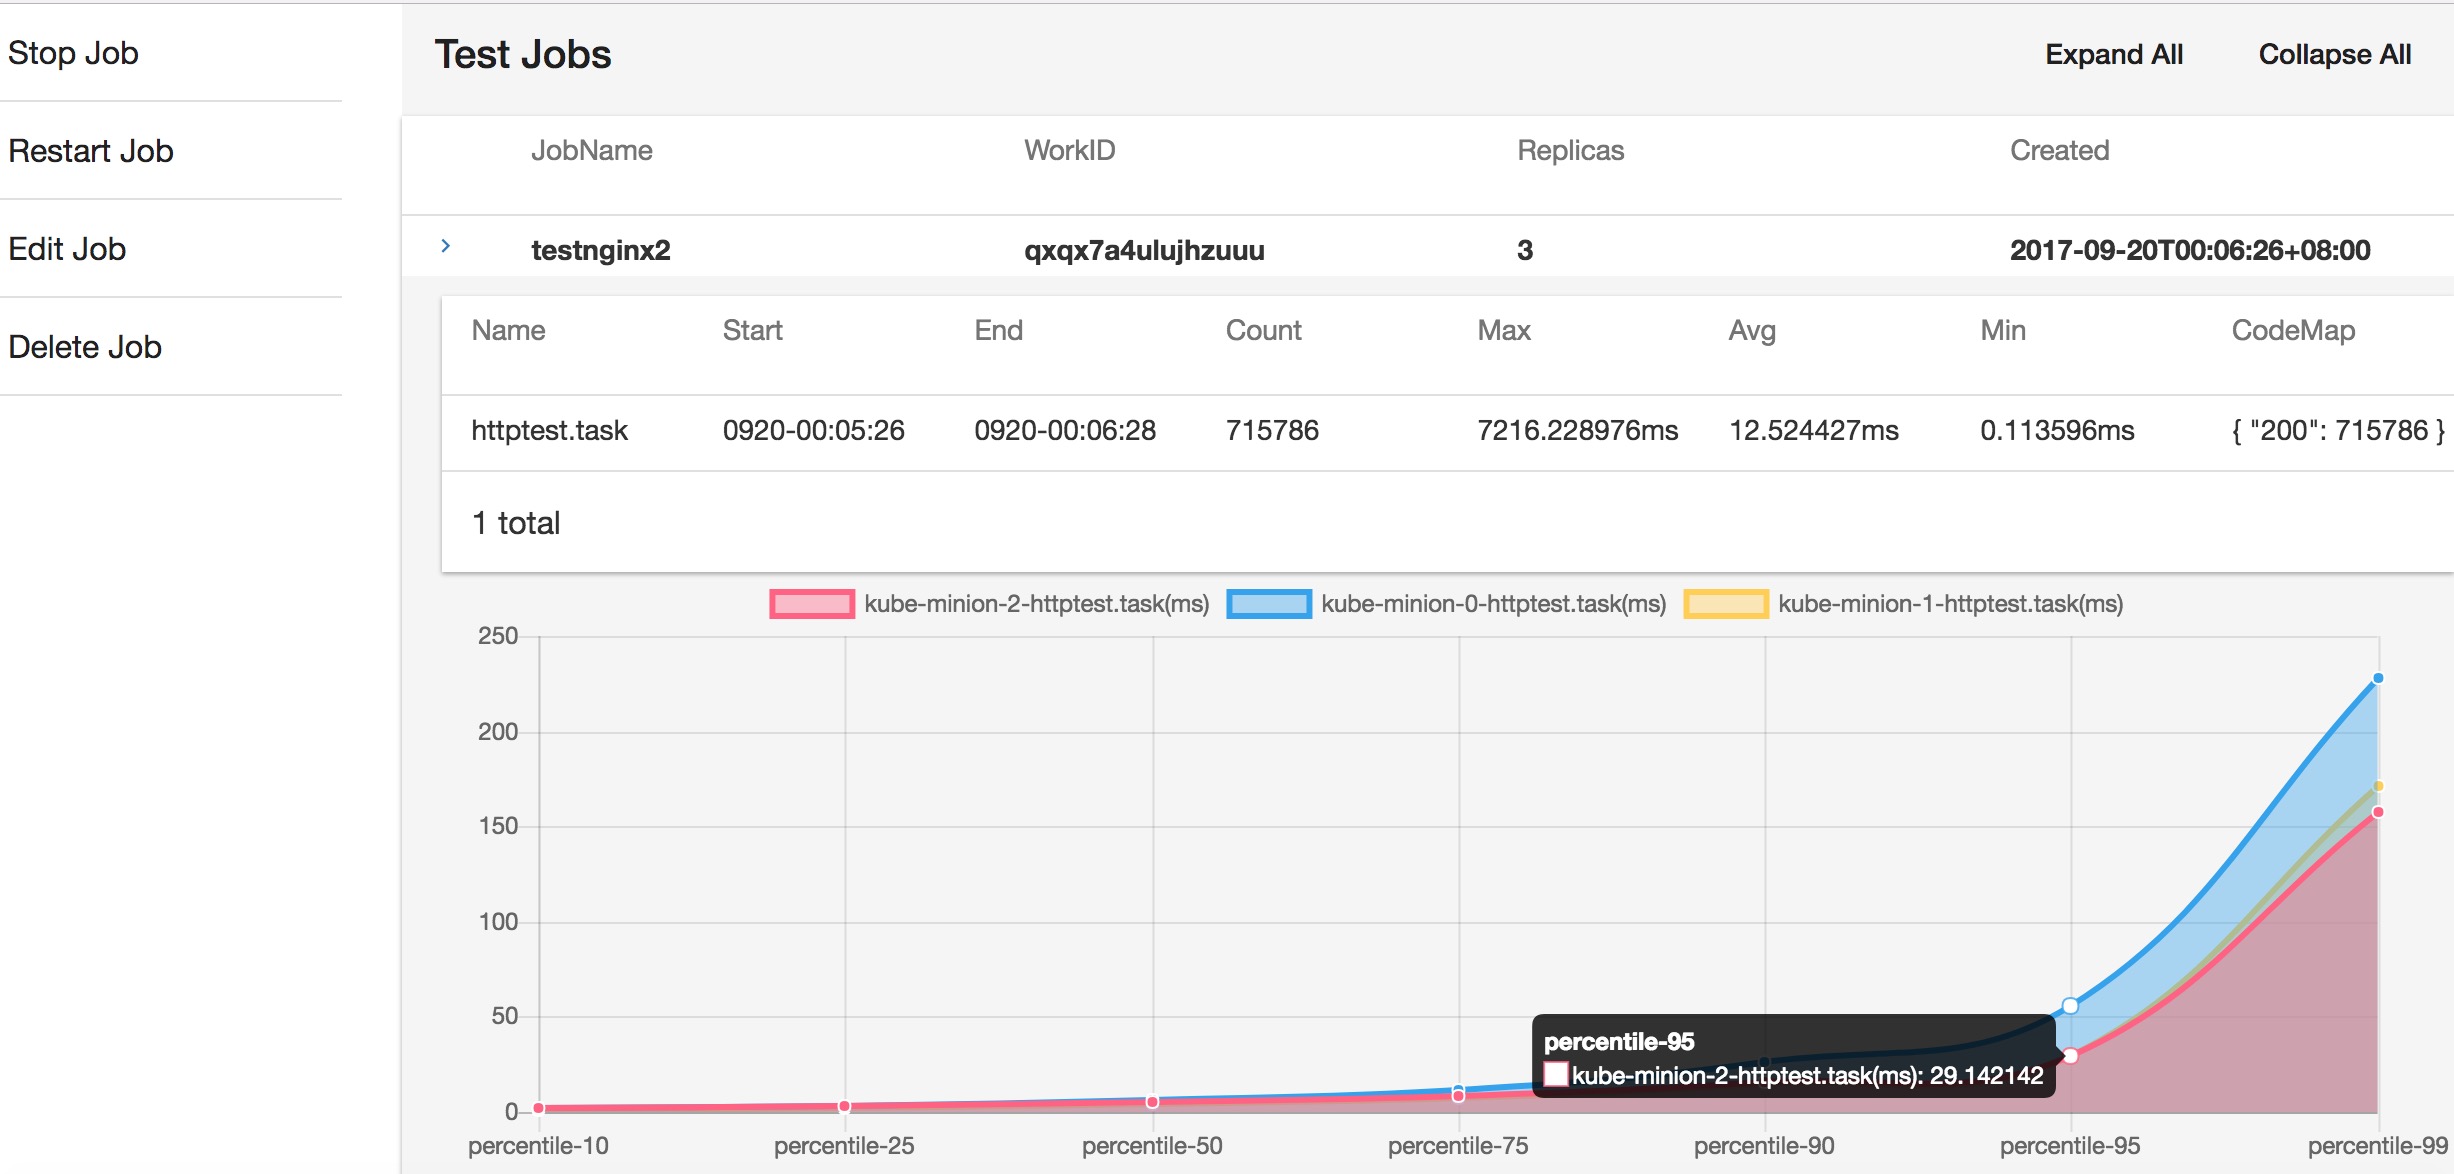 Stop Job
Restart Job
Edit Job
Delete Job
Test Jobs
Expand All Collapse All
JobName WorkID Replicas Created
testnginx2 qxqx7a4ulujhzuuu 3 2017-09-20T00:06:26+08:00
Name Start End Count Max Avg Min CodeMap
httptest.task 0920-00:05:26 0920-00:06:28 715786 7216.228976ms 12.524427ms 0.113596ms { "200": 715786 }
1 total
kube-minion-2-httptest.task(ms) kube-minion-0-httptest.task(ms) kube-minion-1-httptest.task(ms)
250
200
150
100
50
0
percentile-95
kube-minion-2-httptest.task(ms): 29.142142
percentile-10 percentile-25 percentile-50 percentile-75 percentile-90 percentile-95 percentile-99